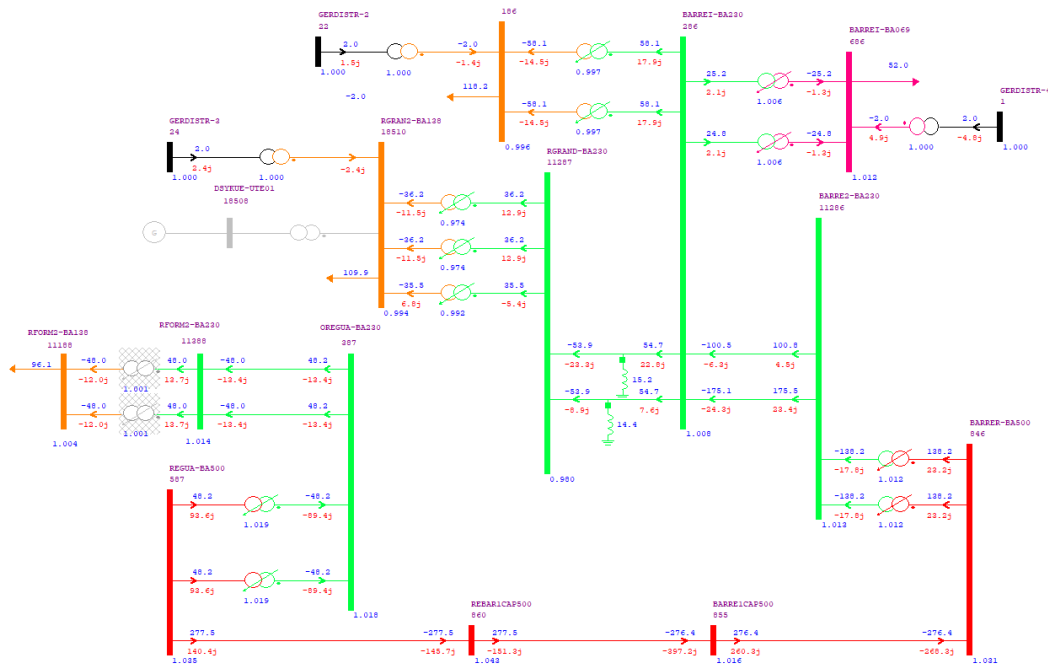 GERDISTR-2
22
2.0
1.5j
1.000
1.000
-2.0
-1.4j
-2.0
186
-58.1
-14.5j
0.997
58.1
17.9j
118.2
-58.1
-14.5j
0.997
58.1
17.9j
0.996
BARREI-BA230
286
25.2
2.1j
1.006
-25.2
-1.3j
24.8
2.1j
1.006
-24.8
-1.3j
1.008
BARREI-BA069
686
52.0
-2.0
4.9j
1.000
2.0
-4.8j
1.012
GERDISTR-4
1
1.000
GERDISTR-3
24
2.0
2.4j
1.000
1.000
-2.4j
RGRAN2-BA138
18510
DSYKUE-UTE01
18508
G
-36.2
-11.5j
0.974
36.2
12.9j
-36.2
-11.5j
0.974
36.2
12.9j
109.9
-35.5
6.8j
0.992
35.5
-5.4j
0.994
RGRAND-BA230
11287
-53.9
-23.3j
54.7
22.8j
15.2
-53.9
-8.9j
54.7
7.6j
14.4
0.980
-100.5
-6.3j
100.8
4.8j
-175.1
-24.3j
175.5
23.4j
BARRE2-BA230
11286
-138.2
-17.8j
1.012
138.2
23.2j
-138.2
-17.8j
1.012
138.2
23.2j
1.013
BARRER-BA500
846
RFORM2-BA138
11188
96.1
-48.0
-12.0j
1.001
48.0
13.7j
-48.0
-12.0j
1.001
48.0
13.7j
1.004
RFORM2-BA230
11388
-48.0
-13.4j
48.2
-13.4j
-48.0
-13.4j
48.2
-13.4j
1.014
OREGUA-BA230
387
REGUA-BA500
587
48.2
93.6j
1.019
-48.2
-89.4j
48.2
93.6j
1.019
-48.2
-89.4j
1.018
277.5
140.4j
1.035
-277.5
-145.7j
REBAR1CAP500
860
277.5
-151.3j
1.043
-276.4
-397.2j
BARRE1CAP500
855
276.4
260.3j
1.016
-276.4
-268.3j
1.031